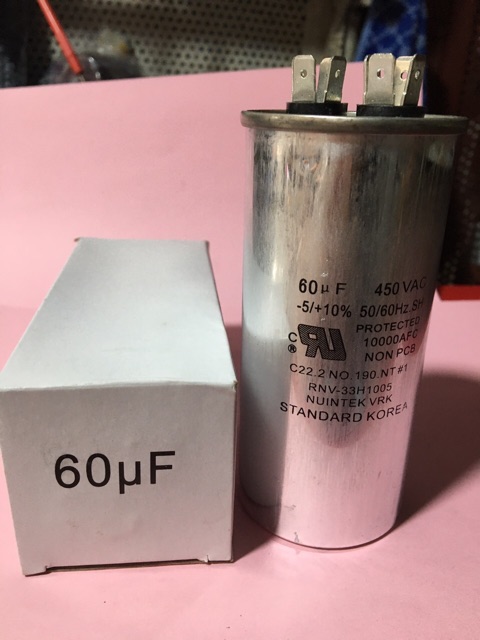 60µF
60µF 450VAC
-5/+10% 50/60Hz.SH
PROTECTED
10000AFC
NON PCB
C RU ®
C22.2 NO.190.NT#1
RNV-33H1005
NUINTEK VRK
STANDARD KOREA